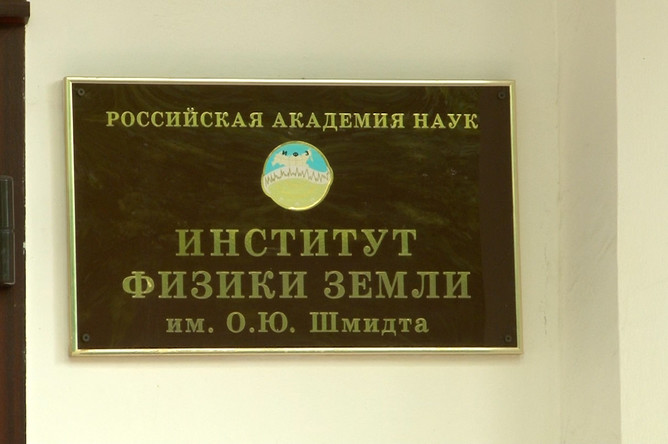 РОССИЙСКАЯ АКАДЕМИЯ НАУК
ИНСТИТУТ
ФИЗИКИ ЗЕМЛИ
им. О.Ю. Шмидта